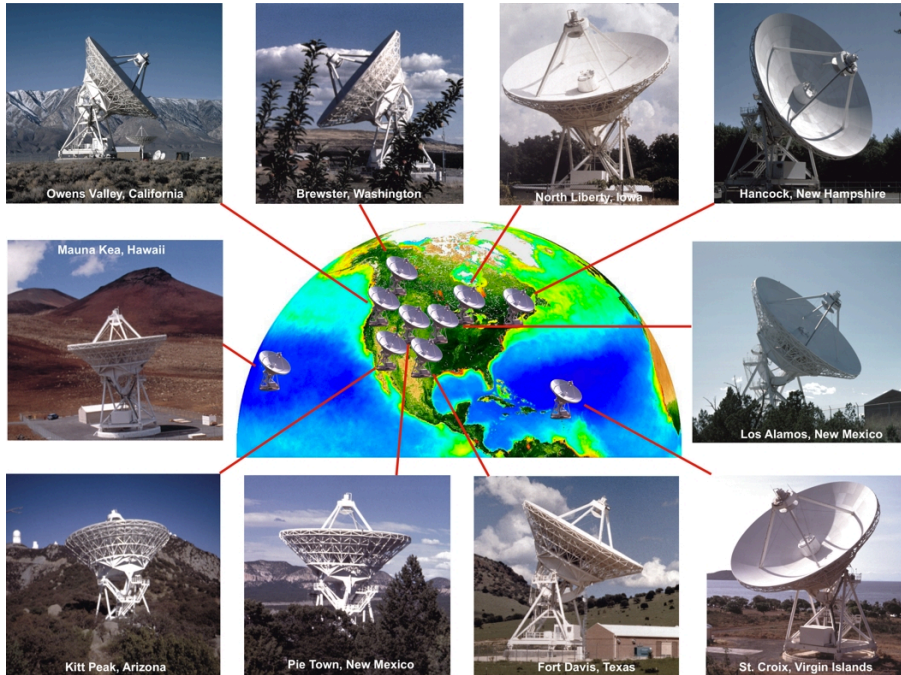 Owens Valley, California
Brewster, Washington
North Liberty, Iowa
Hancock, New Hampshire
Mauna Kea, Hawaii
Los Alamos, New Mexico
Kitt Peak, Arizona
Pie Town, New Mexico
Fort Davis, Texas
St. Croix, Virgin Islands